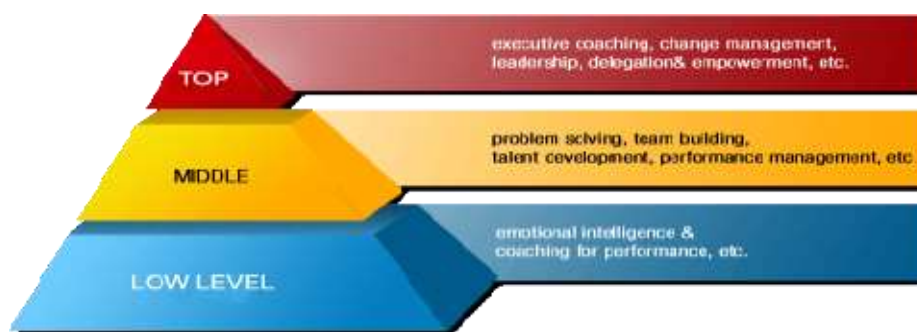 TOP
executive coaching, change management,
leadership, delegation& empowerment, etc.
MIDDLE
problem solving, team building,
talent development, performance management, etc
LOW LEVEL
emotional intelligence &
coaching for performance, etc.